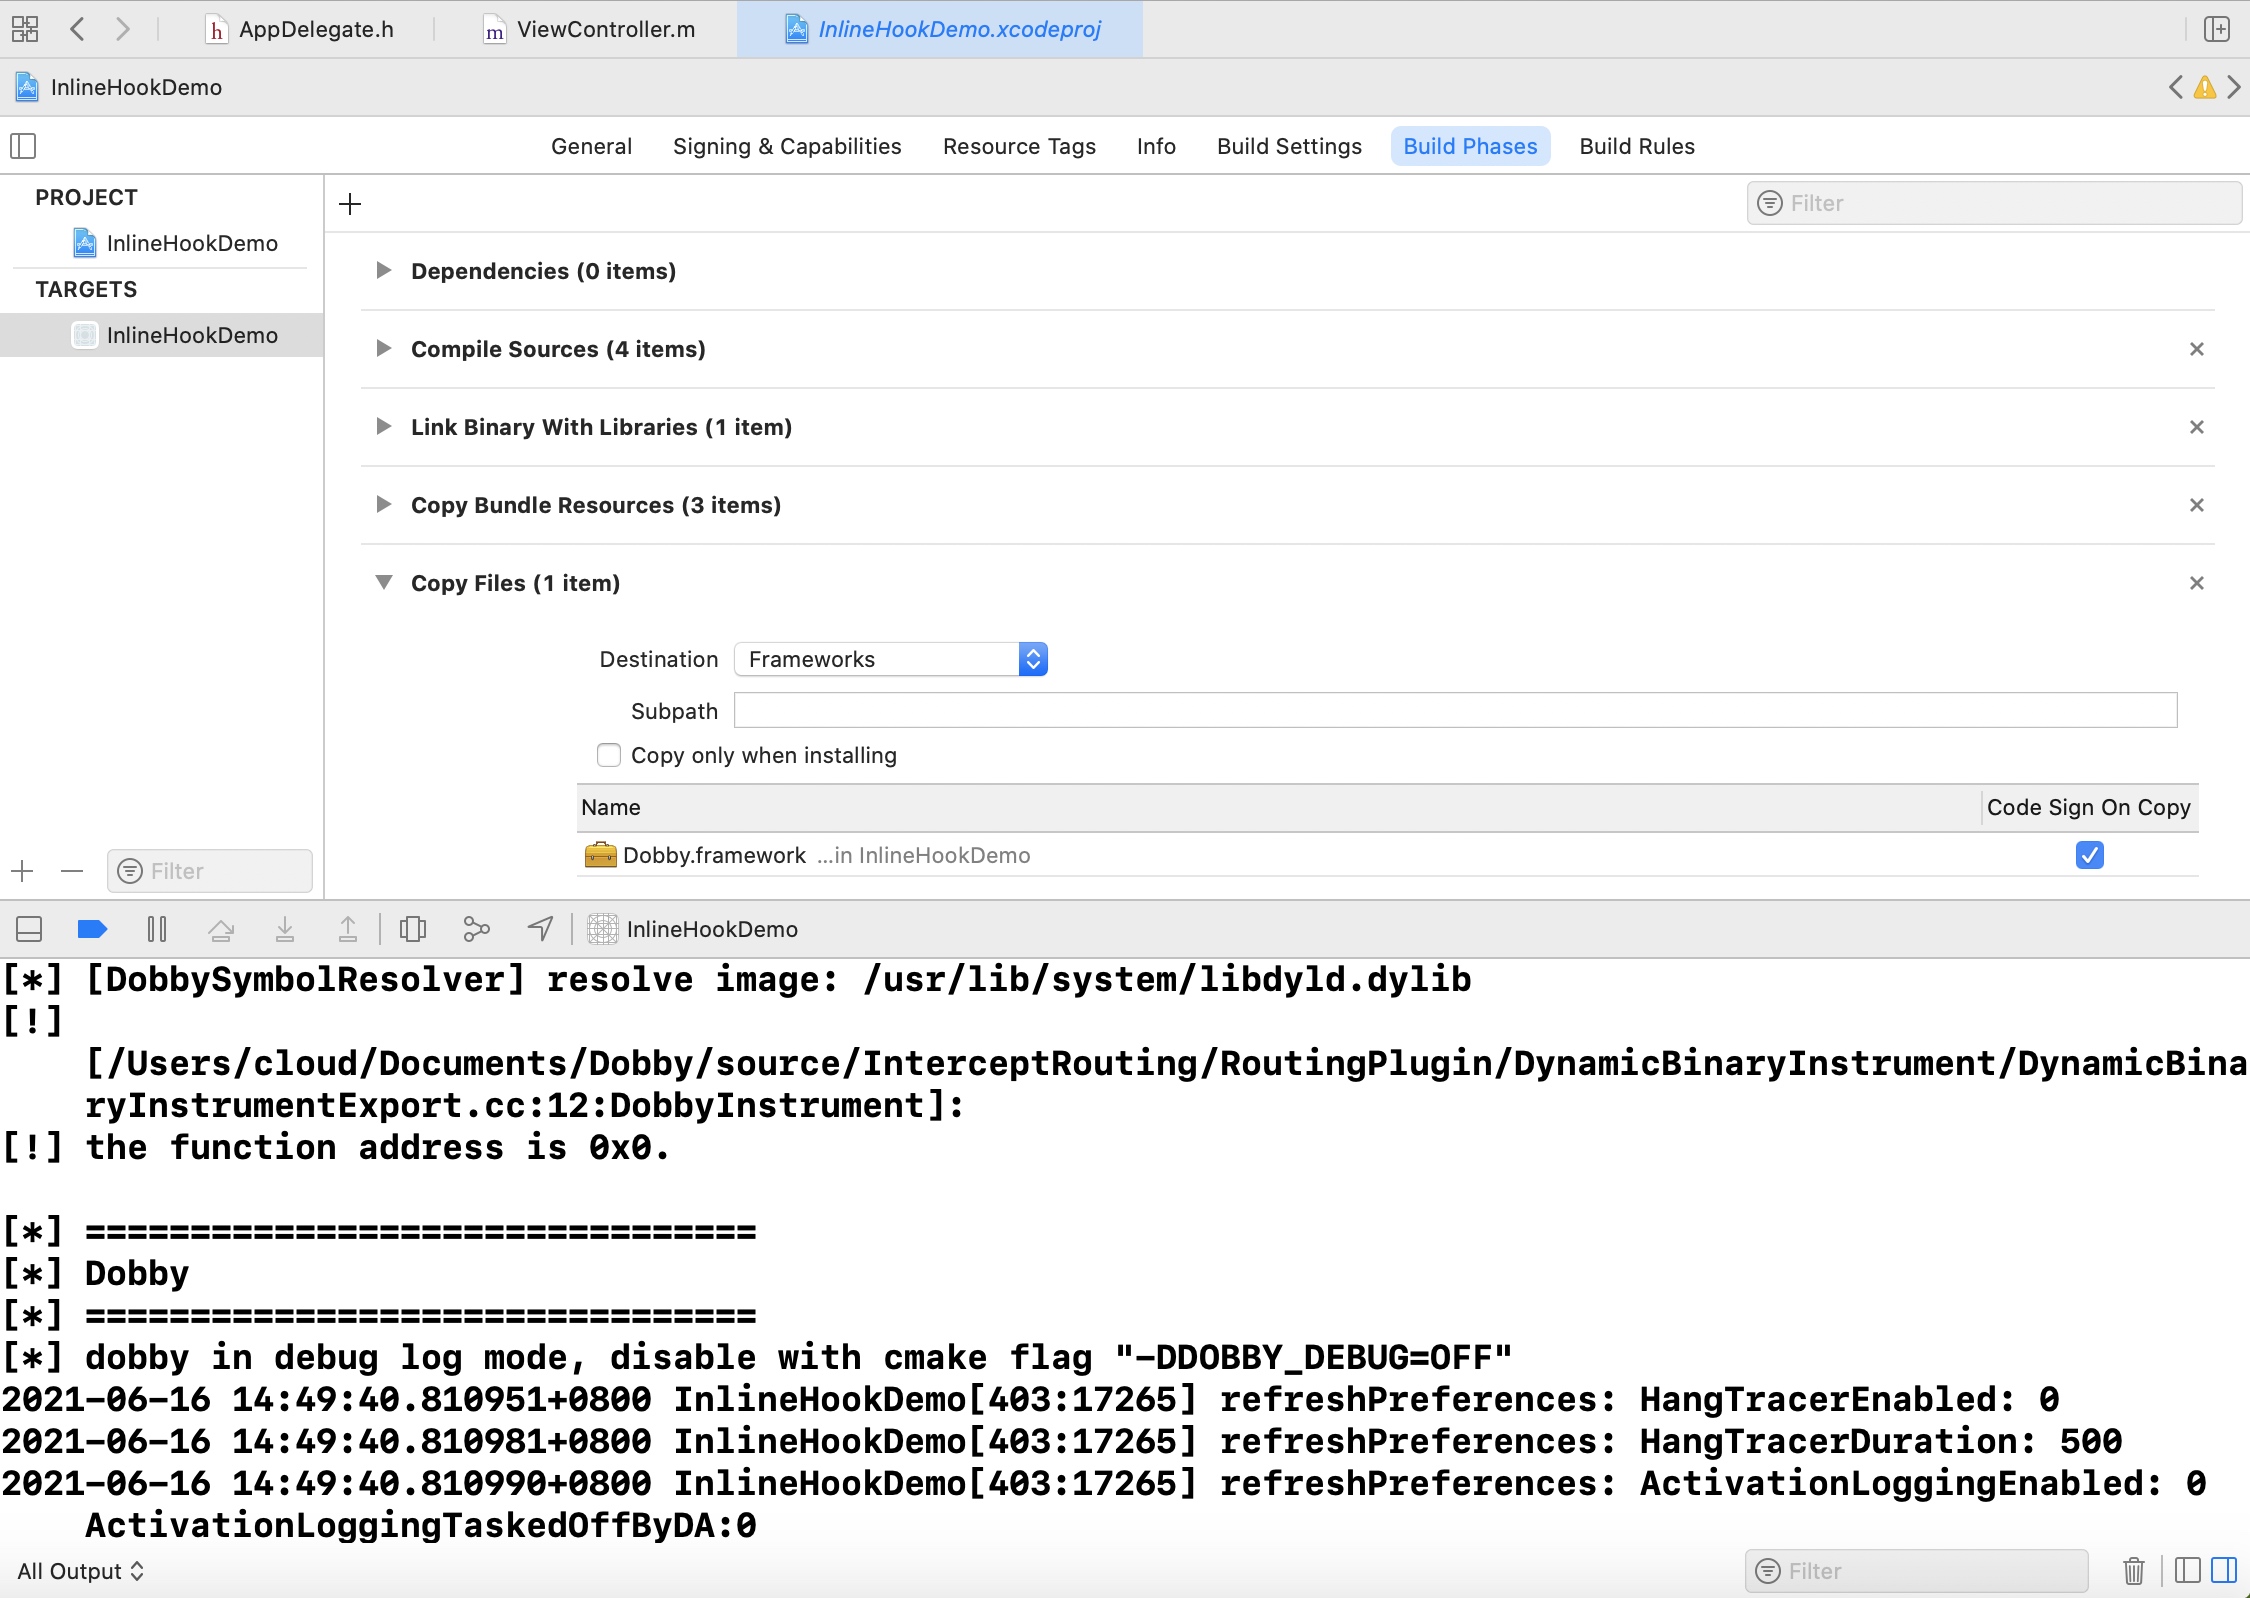 AppDelegate.h
ViewController.m
InlineHookDemo.xcodeproj
InlineHookDemo
General
Signing & Capabilities
Resource Tags
Info
Build Settings
Build Phases
Build Rules
PROJECT
InlineHookDemo
TARGETS
InlineHookDemo
Filter
Filter
Dependencies (0 items)
Compile Sources (4 items)
Link Binary With Libraries (1 item)
Copy Bundle Resources (3 items)
Copy Files (1 item)
Destination Frameworks
Subpath
Copy only when installing
Name Code Sign On Copy
Dobby.framework ...in InlineHookDemo
InlineHookDemo
[*] [DobbySymbolResolver] resolve image: /usr/lib/system/libdyld.dylib
[!]
[/Users/cloud/Documents/Dobby/source/InterceptRouting/RoutingPlugin/DynamicBinaryInstrument/DynamicBina
ryInstrumentExport.cc:12:DobbyInstrument]:
[!] the function address is 0x0.
[*] ================================
[*] Dobby
[*] ================================
[*] dobby in debug log mode, disable with cmake flag "-DDOBBY_DEBUG=OFF"
2021-06-16 14:49:40.810951+0800 InlineHookDemo[403:17265] refreshPreferences: HangTracerEnabled: 0
2021-06-16 14:49:40.810981+0800 InlineHookDemo[403:17265] refreshPreferences: HangTracerDuration: 500
2021-06-16 14:49:40.810990+0800 InlineHookDemo[403:17265] refreshPreferences: ActivationLoggingEnabled: 0
ActivationLoggingTaskedOffByDA:0
All Output
Filter